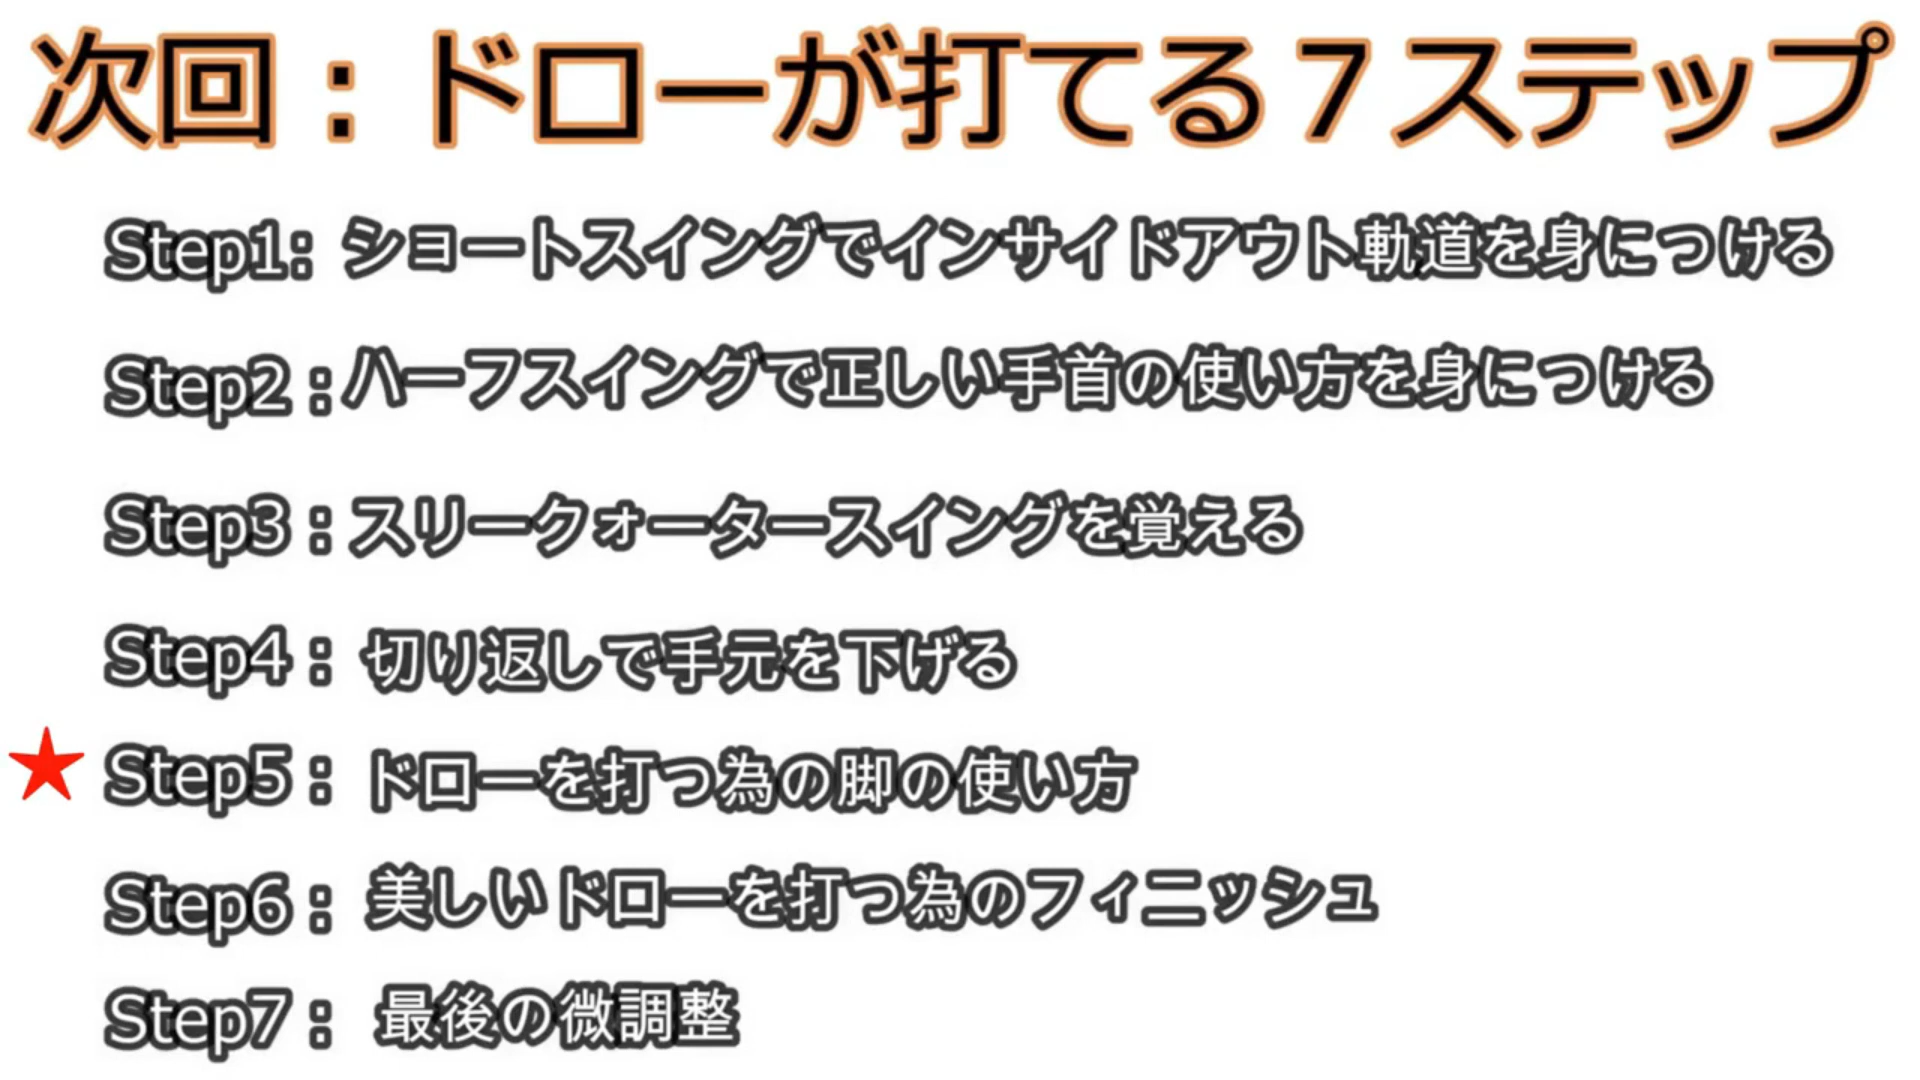 次回：ドローが打てる７ステップ
Step1: ショートスイングでインサイドアウト軌道を身につける
Step2：ハーフスイングで正しい手首の使い方を身につける
Step3：スリークォータースイングを覚える
Step4：切り返しで手元を下げる
★ Step5：ドローを打つ為の脚の使い方
Step6：美しいドローを打つ為のフィニッシュ
Step7：最後の微調整